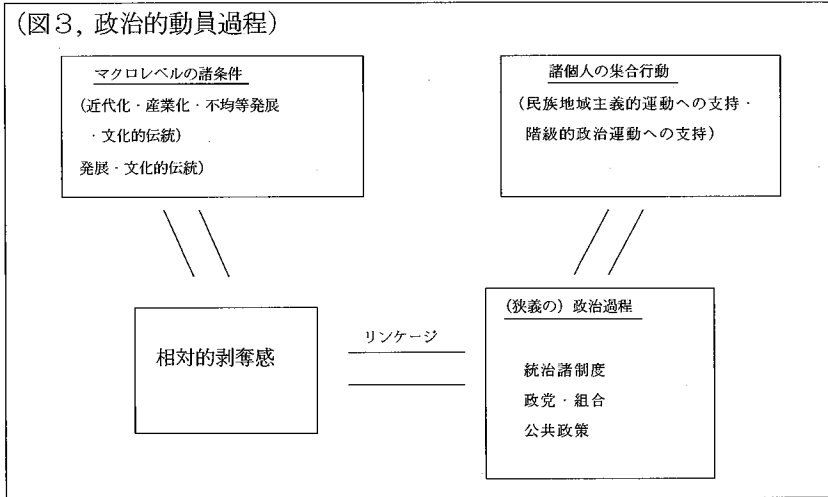 (図3, 政治的動員過程)
マクロレベルの諸条件
(近代化・産業化・不均等発展
・文化的伝統)
発展・文化的伝統)
諸個人の集合行動
(民族地域主義的運動への支持・
階級的政治運動への支持)
相対的剥奪感
リンケージ
(狭義の) 政治過程
統治諸制度
政党・組合
公共政策